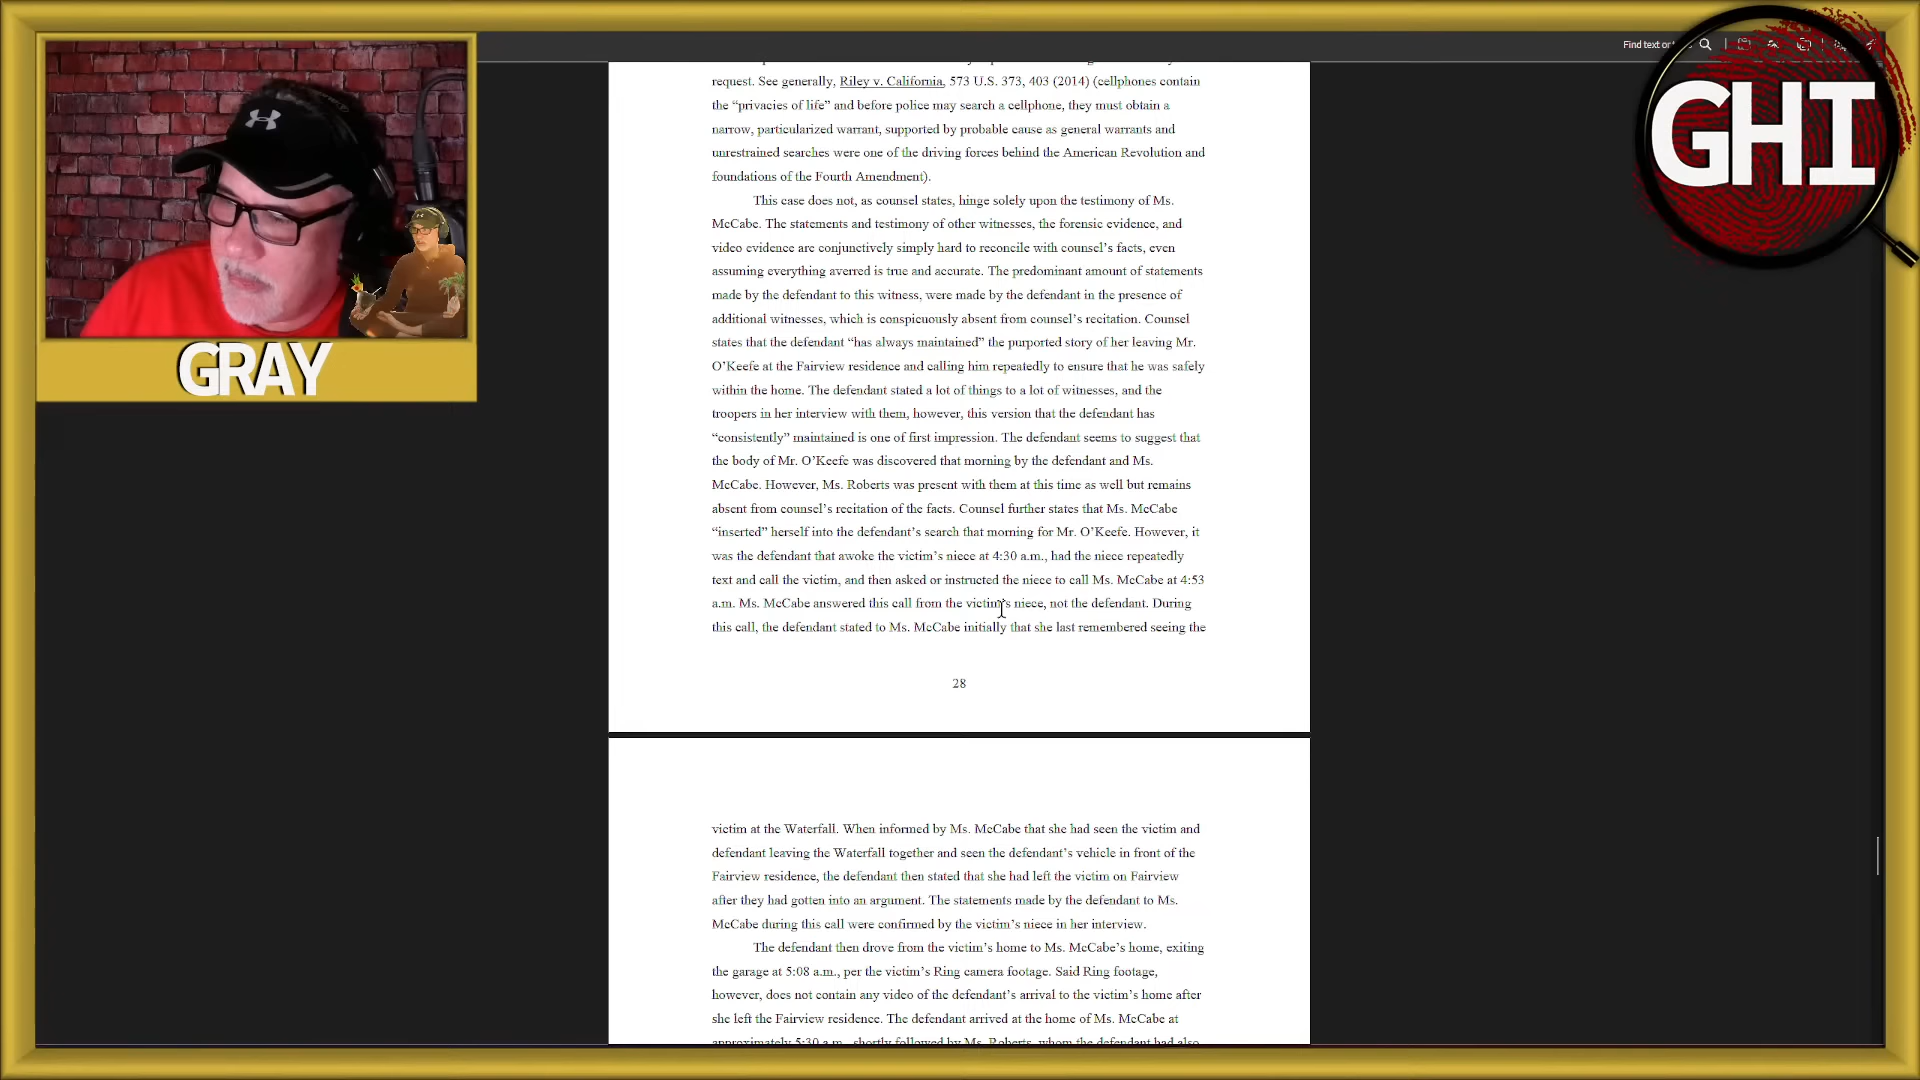 Find text or
GHI
GRAY
request. See generally, Riley v. California, 573 U.S. 373, 403 (2014) (cellphones contain
the “privacies of life” and before police may search a cellphone, they must obtain a
narrow, particularized warrant, supported by probable cause as general warrants and
unrestrained searches were one of the driving forces behind the American Revolution and
foundations of the Fourth Amendment).
This case does not, as counsel states, hinge solely upon the testimony of Ms.
McCabe. The statements and testimony of other witnesses, the forensic evidence, and
video evidence are conjunctively simply hard to reconcile with counsel’s facts, even
assuming everything averred is true and accurate. The predominant amount of statements
made by the defendant to this witness, were made by the defendant in the presence of
additional witnesses, which is conspicuously absent from counsel’s recitation. Counsel
states that the defendant “has always maintained” the purported story of her leaving Mr.
O’Keefe at the Fairview residence and calling him repeatedly to ensure that he was safely
within the home. The defendant stated a lot of things to a lot of witnesses, and the
troopers in her interview with them, however, this version that the defendant has
“consistently” maintained is one of first impression. The defendant seems to suggest that
the body of Mr. O’Keefe was discovered that morning by the defendant and Ms.
McCabe. However, Ms. Roberts was present with them at this time as well but remains
absent from counsel’s recitation of the facts. Counsel further states that Ms. McCabe
“inserted” herself into the defendant’s search that morning for Mr. O’Keefe. However, it
was the defendant that awoke the victim’s niece at 4:30 a.m., had the niece repeatedly
text and call the victim, and then asked or instructed the niece to call Ms. McCabe at 4:53
a.m. Ms. McCabe answered this call from the victim’s niece, not the defendant. During
this call, the defendant stated to Ms. McCabe initially that she last remembered seeing the
28
victim at the Waterfall. When informed by Ms. McCabe that she had seen the victim and
defendant leaving the Waterfall together and seen the defendant’s vehicle in front of the
Fairview residence, the defendant then stated that she had left the victim on Fairview
after they had gotten into an argument. The statements made by the defendant to Ms.
McCabe during this call were confirmed by the victim’s niece in her interview.
The defendant then drove from the victim’s home to Ms. McCabe’s home, exiting
the garage at 5:08 a.m., per the victim’s Ring camera footage. Said Ring footage,
however, does not contain any video of the defendant’s arrival to the victim’s home after
she left the Fairview residence. The defendant arrived at the home of Ms. McCabe at
approximately 5:30 a.m., shortly followed by Ms. Roberts, whom the defendant had also